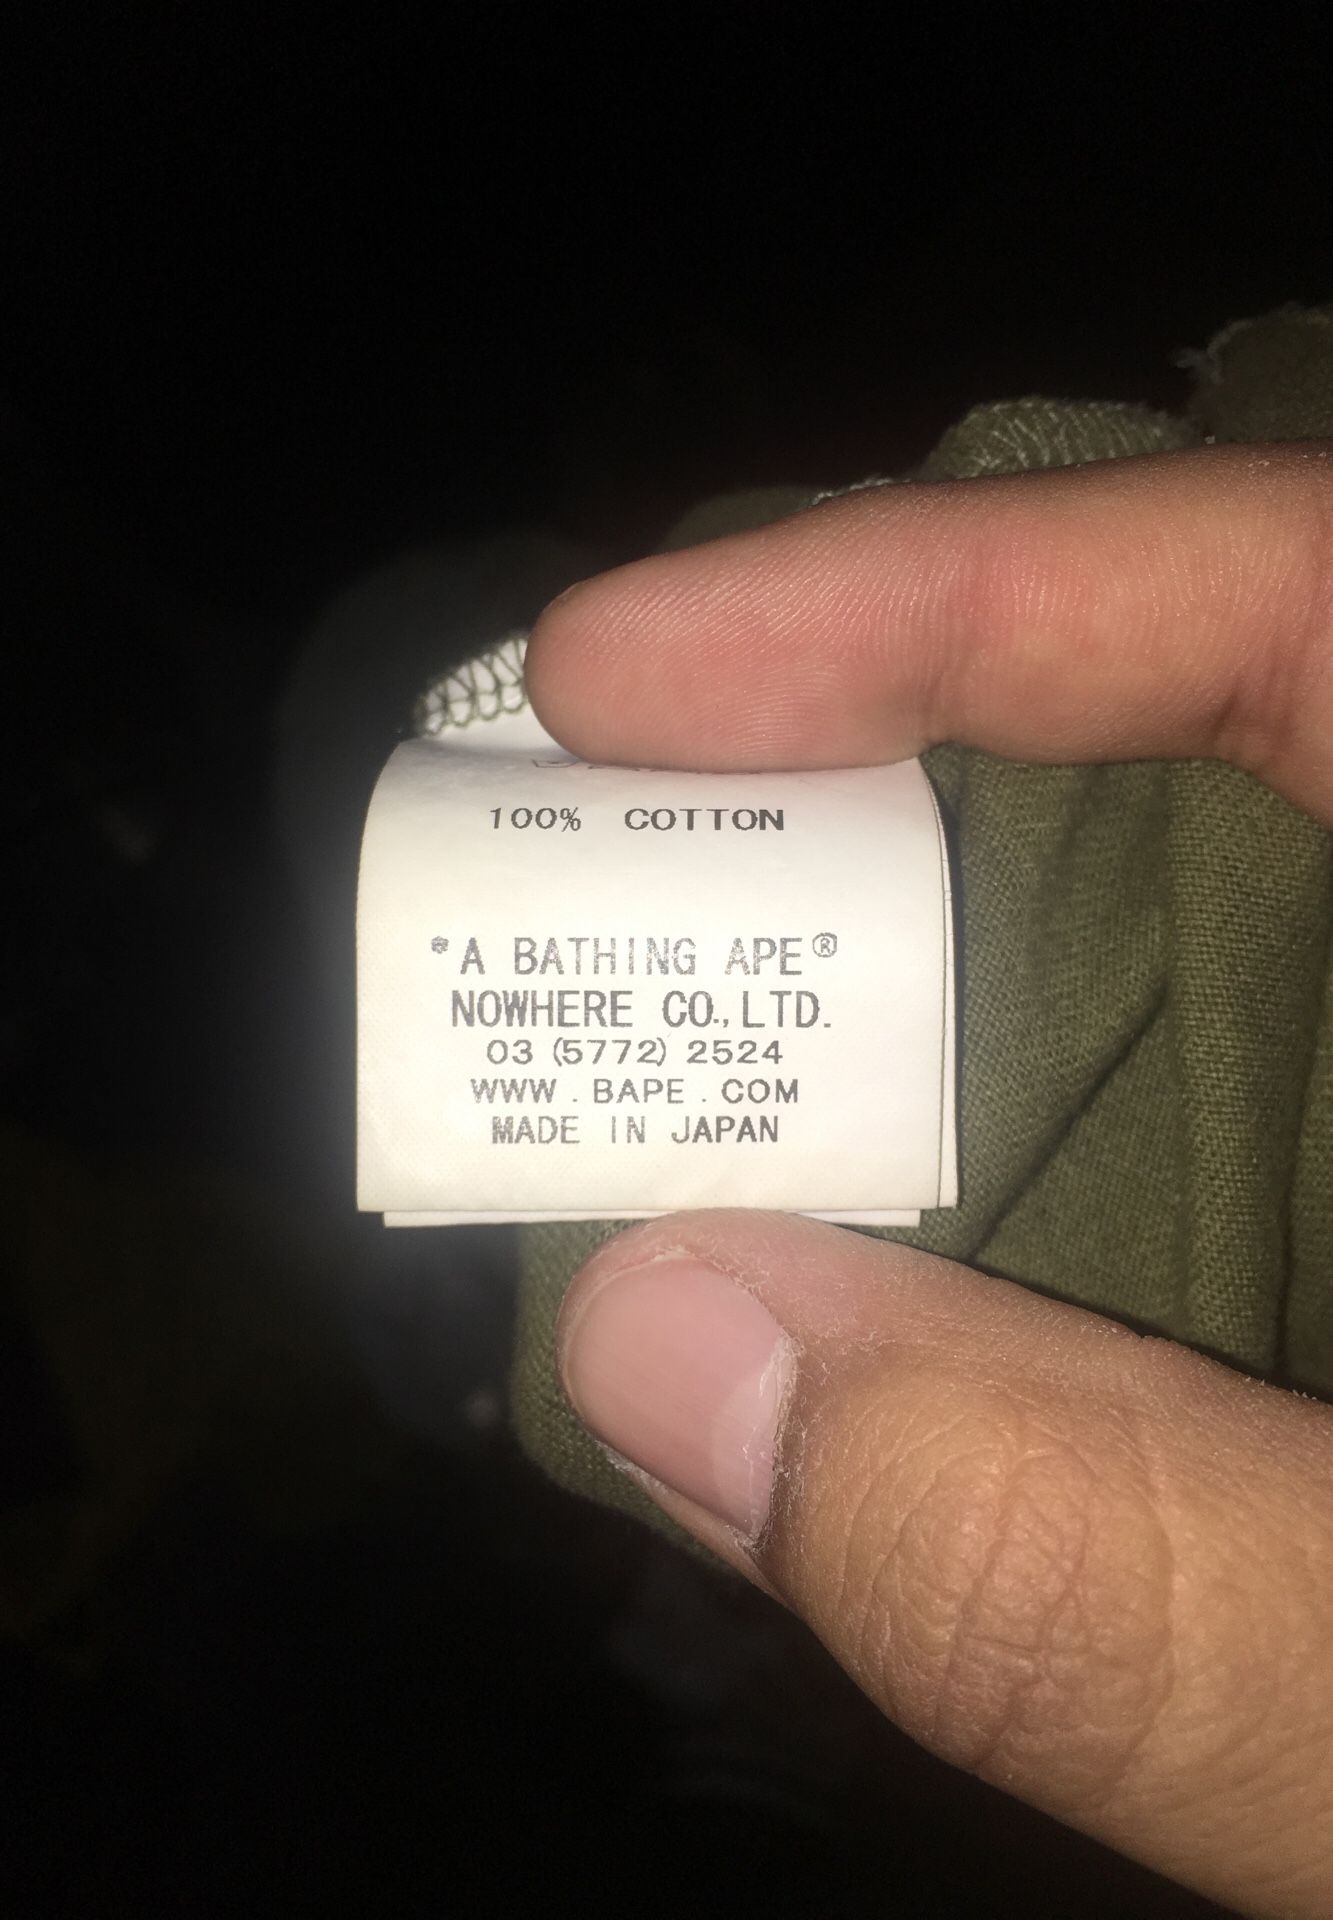 100% COTTON
*A BATHING APE®
NOWHERE CO.,LTD.
03 (5772) 2524
WWW . BAPE . COM
MADE IN JAPAN